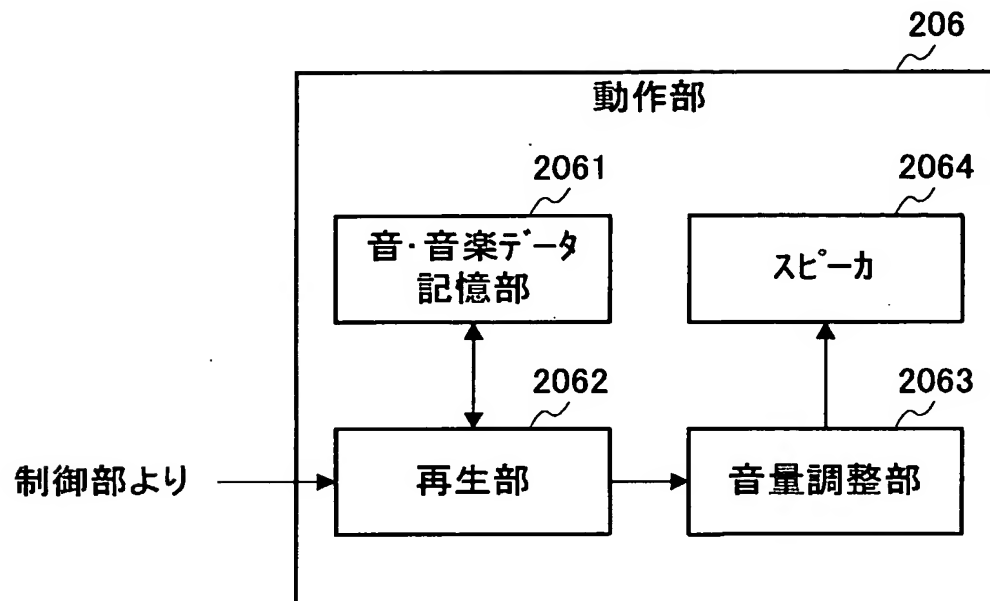 206
動作部
2061
音・音楽データ
記憶部
2064
スピーカ
2062
再生部
2063
音量調整部
制御部より